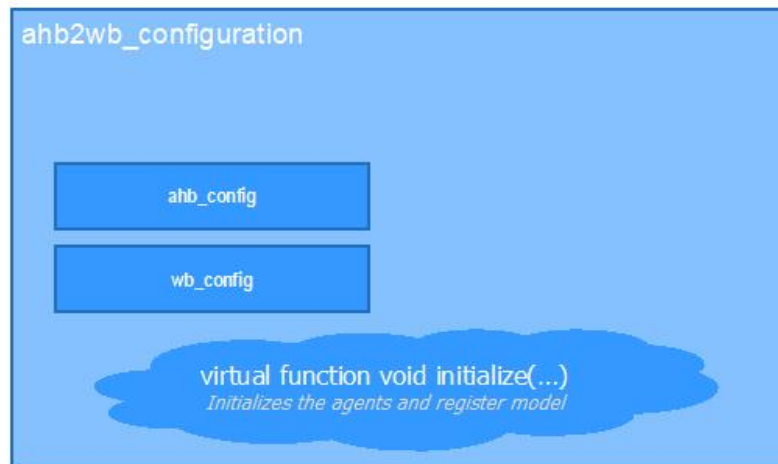 ahb2wb_configuration
ahb_config
wb_config
virtual function void initialize(...)
Initializes the agents and register model